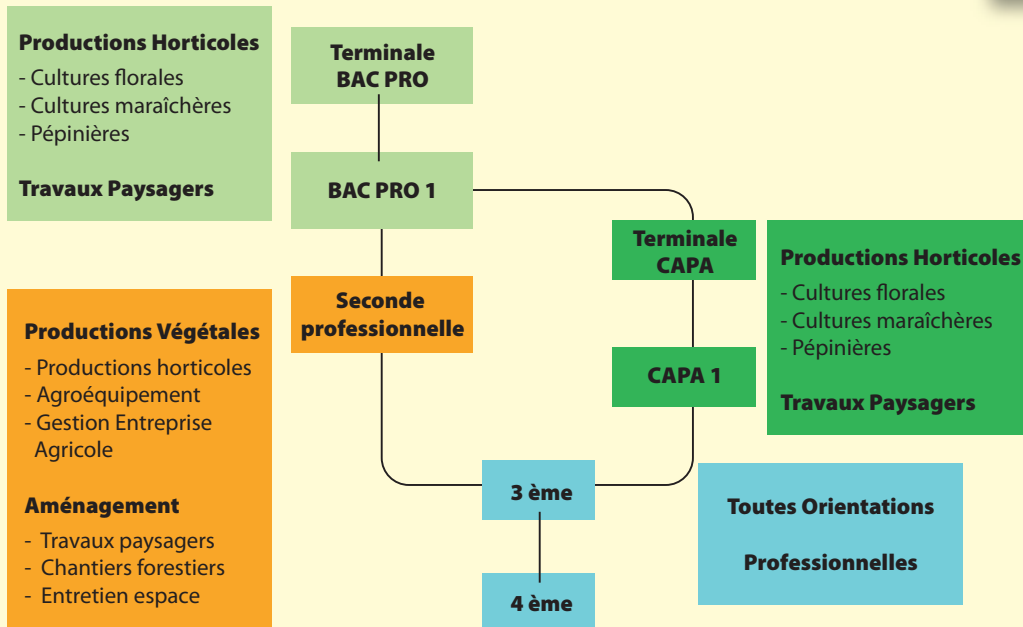 Productions Horticoles
- Cultures florales
- Cultures maraîchères
- Pépinières
Travaux Paysagers
Terminale
BAC PRO
BAC PRO 1
Terminale
CAPA
Productions Horticoles
- Cultures florales
- Cultures maraîchères
- Pépinières
Travaux Paysagers
Seconde
professionnelle
CAPA 1
Productions Végétales
- Productions horticoles
- Agroéquipement
- Gestion Entreprise
Agricole
Aménagement
- Travaux paysagers
- Chantiers forestiers
- Entretien espace
3 ème
4 ème
Toutes Orientations
Professionnelles